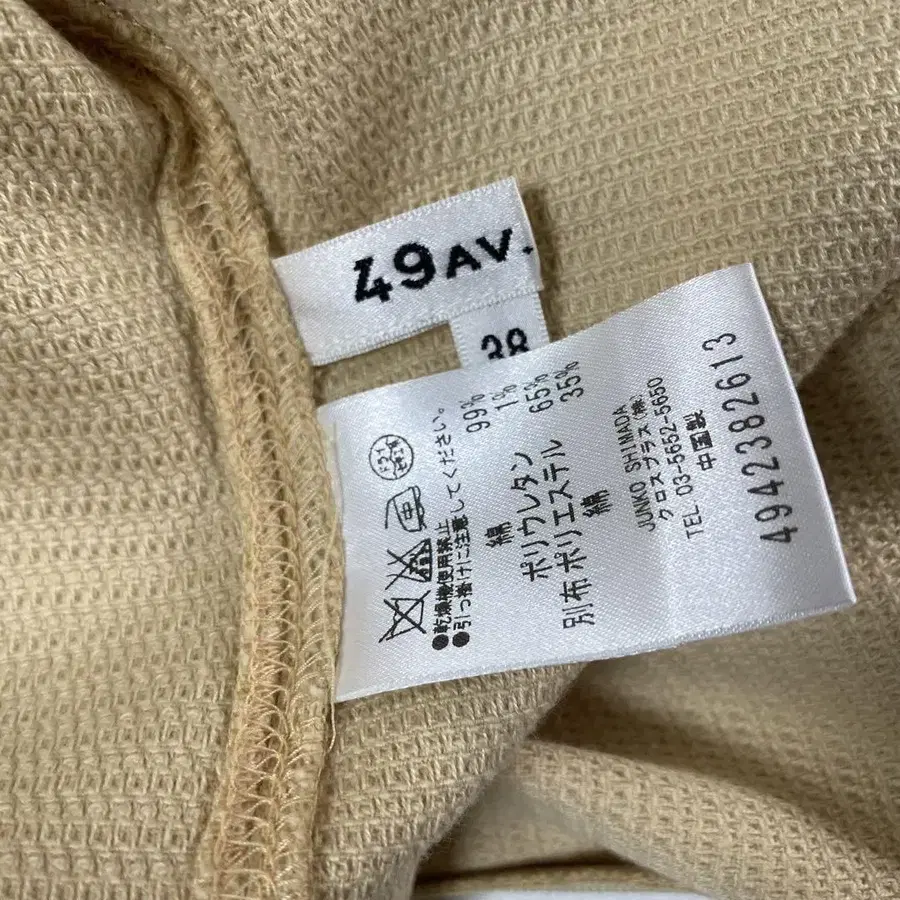 49AV.
38
●乾燥機使用禁止
●引っ掛けに注意してください。
綿 99%
ポリウレタン 1%
別布ポリエステル 65%
綿 35%
JUNKO SHIMADA
クロスプラス(株)
TEL 03-5652-5650
中国製
4942382613